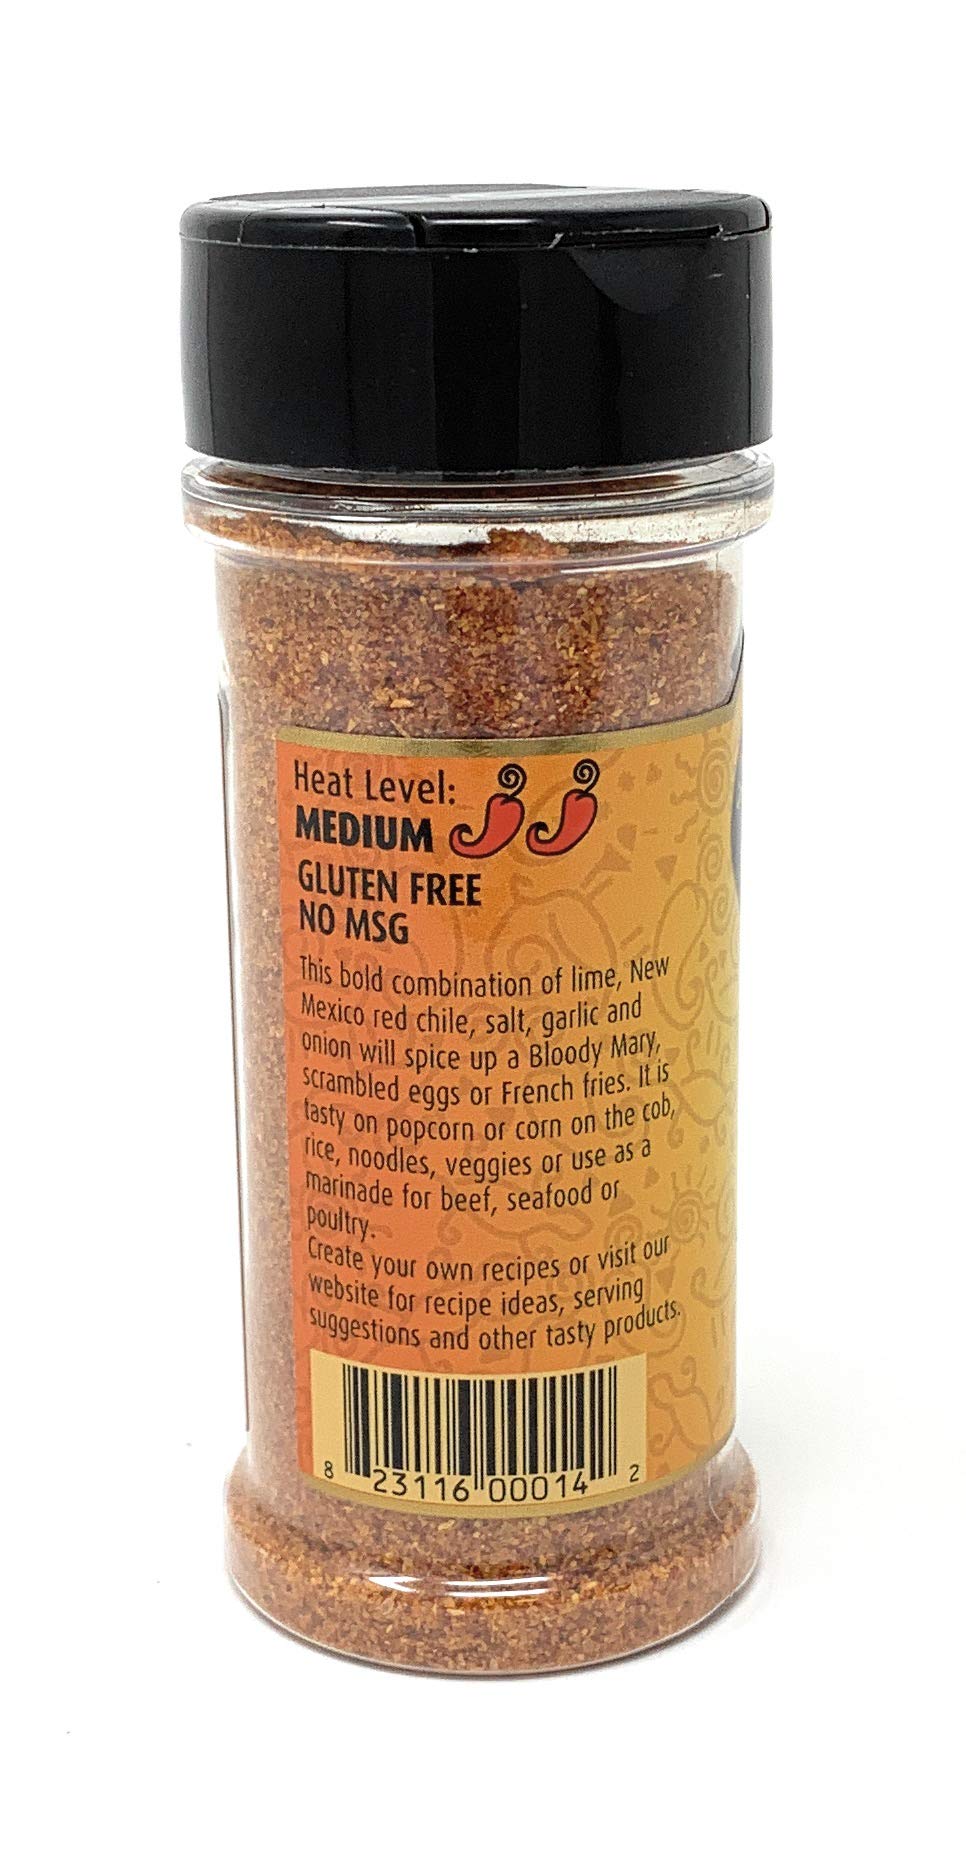 Heat Level:
MEDIUM
GLUTEN FREE
NO MSG
This bold combination of lime, New
Mexico red chile, salt, garlic and
onion will spice up a Bloody Mary,
scrambled eggs or French fries. It is
tasty on popcorn or corn on the cob,
rice, noodles, veggies or use as a
marinade for beef, seafood or
poultry.
Create your own recipes or visit our
website for recipe ideas, serving
suggestions and other tasty products.
8 23116 00014 2